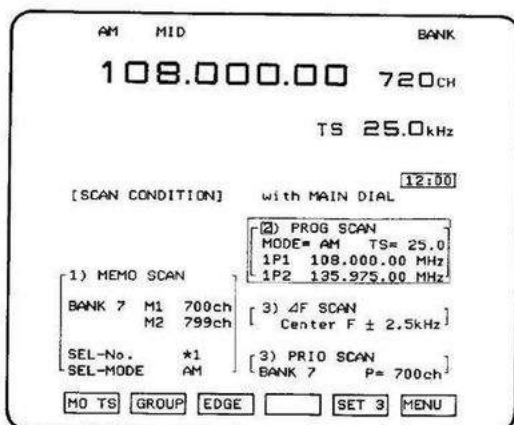 AM MID BANK
108.000.00 720CH
TS 25.0kHz
12:00
[SCAN CONDITION] with MAIN DIAL
2) PROG SCAN
MODE= AM TS= 25.0
1P1 108.000.00 MHz
1P2 135.975.00 MHz
1) MEMO SCAN
BANK 7 M1 700ch
M2 799ch
SEL-No. *1
SEL-MODE AM
3) ⊿F SCAN
Center F ± 2.5kHz
3) PRIO SCAN
BANK 7 P= 700ch
MO TS GROUP EDGE SET 3 MENU